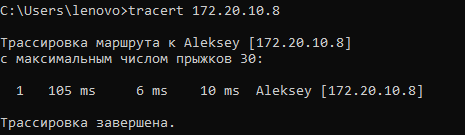 C:\Users\lenovo>tracert 172.20.10.8
Трассировка маршрута к Aleksey [172.20.10.8]
с максимальным числом прыжков 30:
1 105 ms 6 ms 10 ms Aleksey [172.20.10.8]
Трассировка завершена.